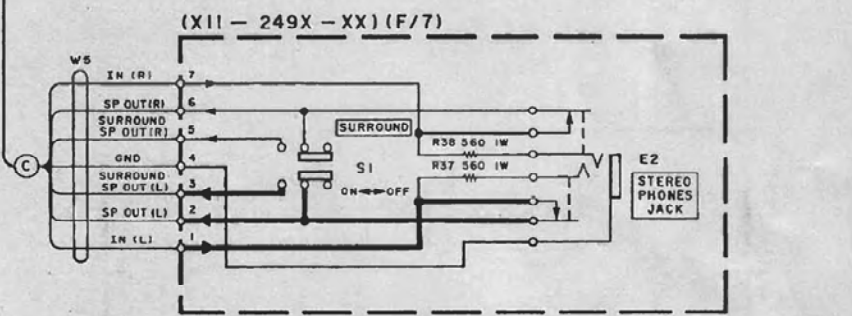 (X11 - 249X - XX) (F/7)
W5
IN (R) 7
SP OUT(R) 6
SURROUND
SP OUT(R) 5
GND 4
SURROUND
SP OUT (L) 3
SP OUT (L) 2
IN (L) 1
C
SURROUND
S1
ON OFF
R38 560 1W
R37 560 1W
E2
STEREO
PHONES
JACK